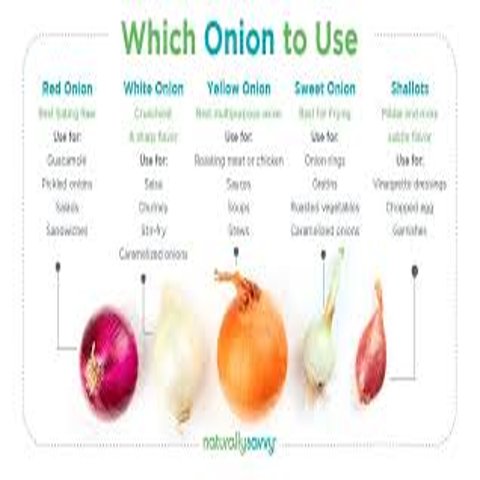 Which Onion to Use
Red Onion
Best Eating Raw
Use for:
Guacamole
Pickled onions
Salads
Sandwiches
White Onion
Crunchiest
& sharp flavor
Use for:
Salsa
Chutney
Stir-fry
Caramelized onions
Yellow Onion
Best multipurpose onion
Use for:
Roasting meat or chicken
Sauces
Soups
Stews
Sweet Onion
Best for Frying
Use for:
Onion rings
Gratins
Roasted vegetables
Caramelized onions
Shallots
Milder and more
subtle flavor
Use for:
Vinaigrette dressings
Chopped egg
Garnishes
naturallysavvy